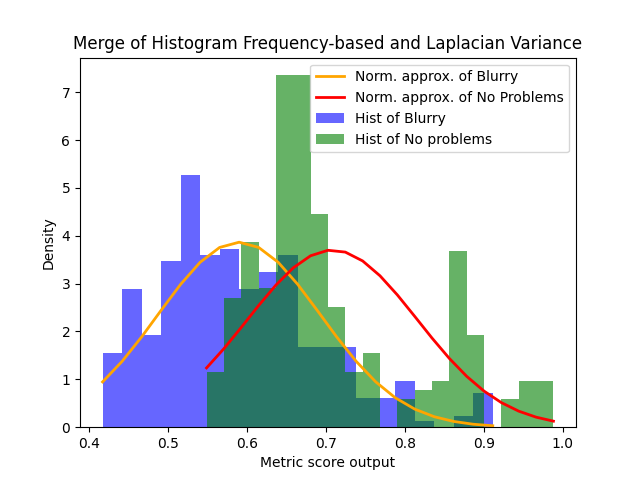 Merge of Histogram Frequency-based and Laplacian Variance
Norm. approx. of Blurry
Norm. approx. of No Problems
Hist of Blurry
Hist of No problems
Density
7
6
5
4
3
2
1
0
0.4 0.5 0.6 0.7 0.8 0.9 1.0
Metric score output